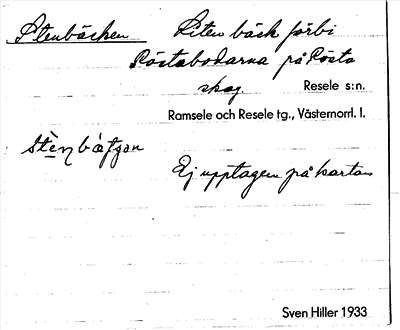 Stenbäcken Liten bäck förbi
Röstabodarna på Rösta
skog Resele s:n.
Ramsele och Resele tg., Västernorrl. l.
Ej upptagen på kartan
Sven Hiller 1933